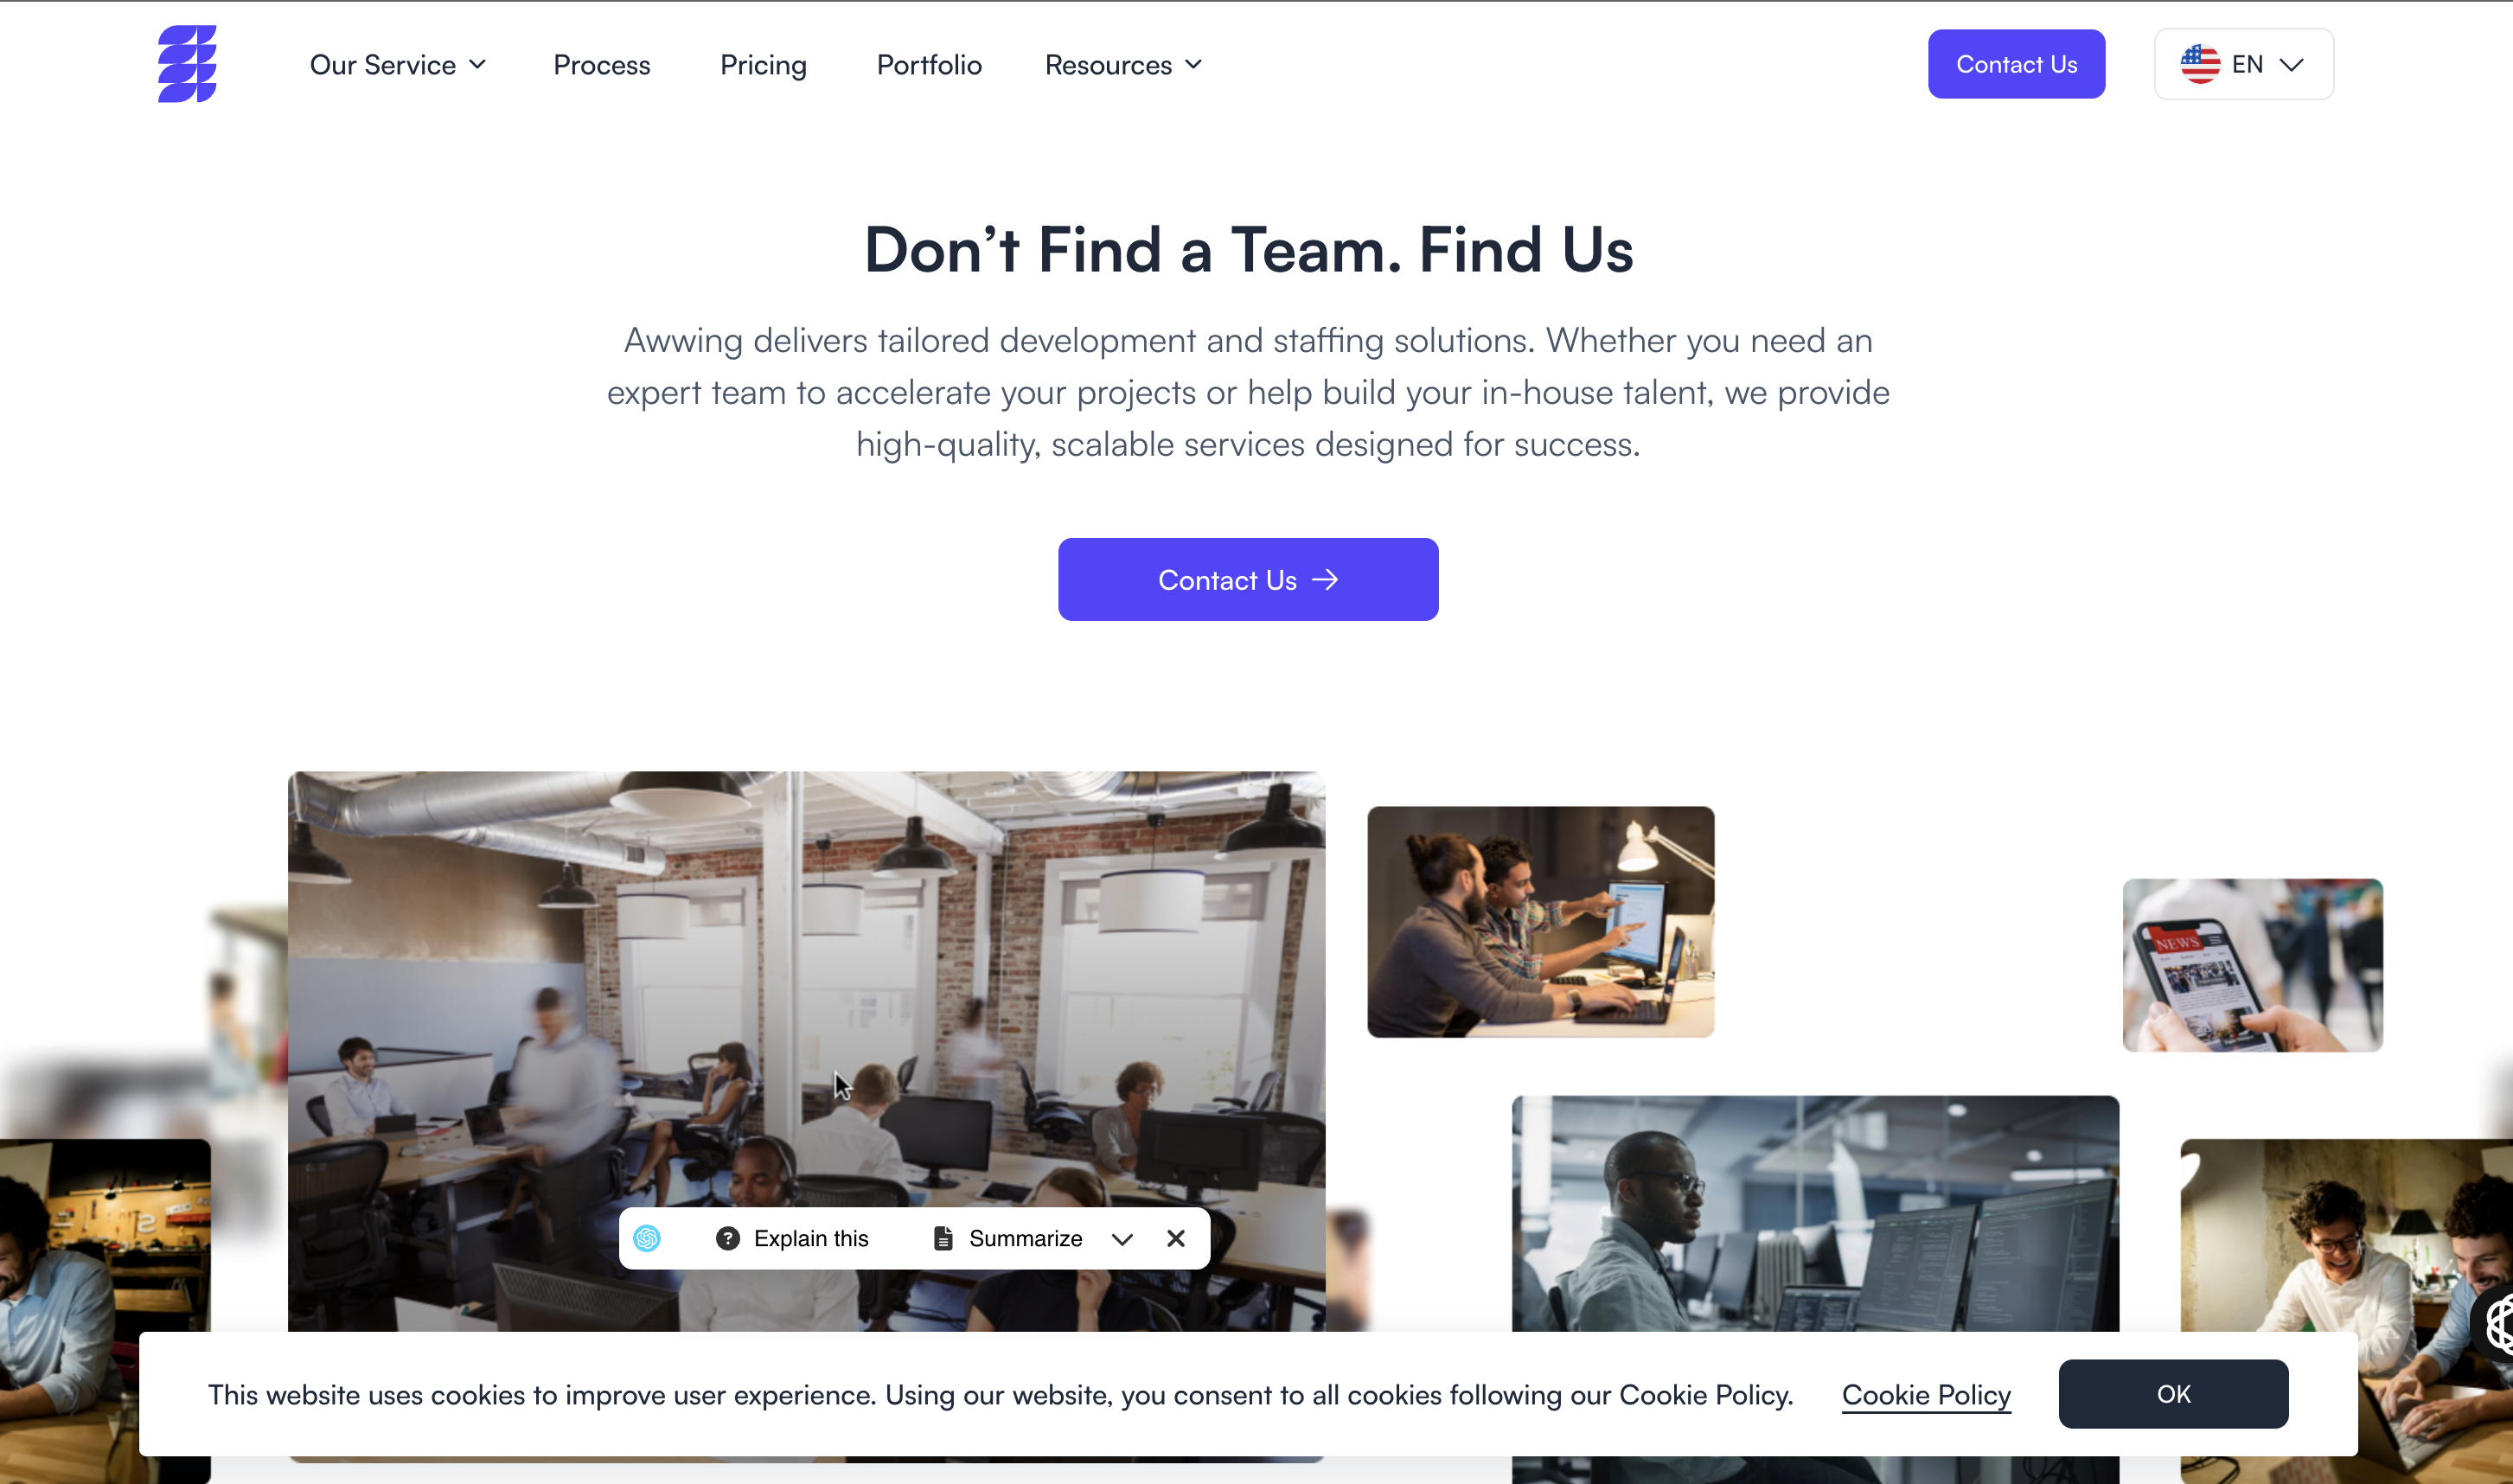 Our Service
Process
Pricing
Portfolio
Resources
Contact Us
EN
Don’t Find a Team. Find Us
Awwing delivers tailored development and staffing solutions. Whether you need an
expert team to accelerate your projects or help build your in-house talent, we provide
high-quality, scalable services designed for success.
Contact Us
NEWS
Explain this
Summarize
This website uses cookies to improve user experience. Using our website, you consent to all cookies following our Cookie Policy.
Cookie Policy
OK